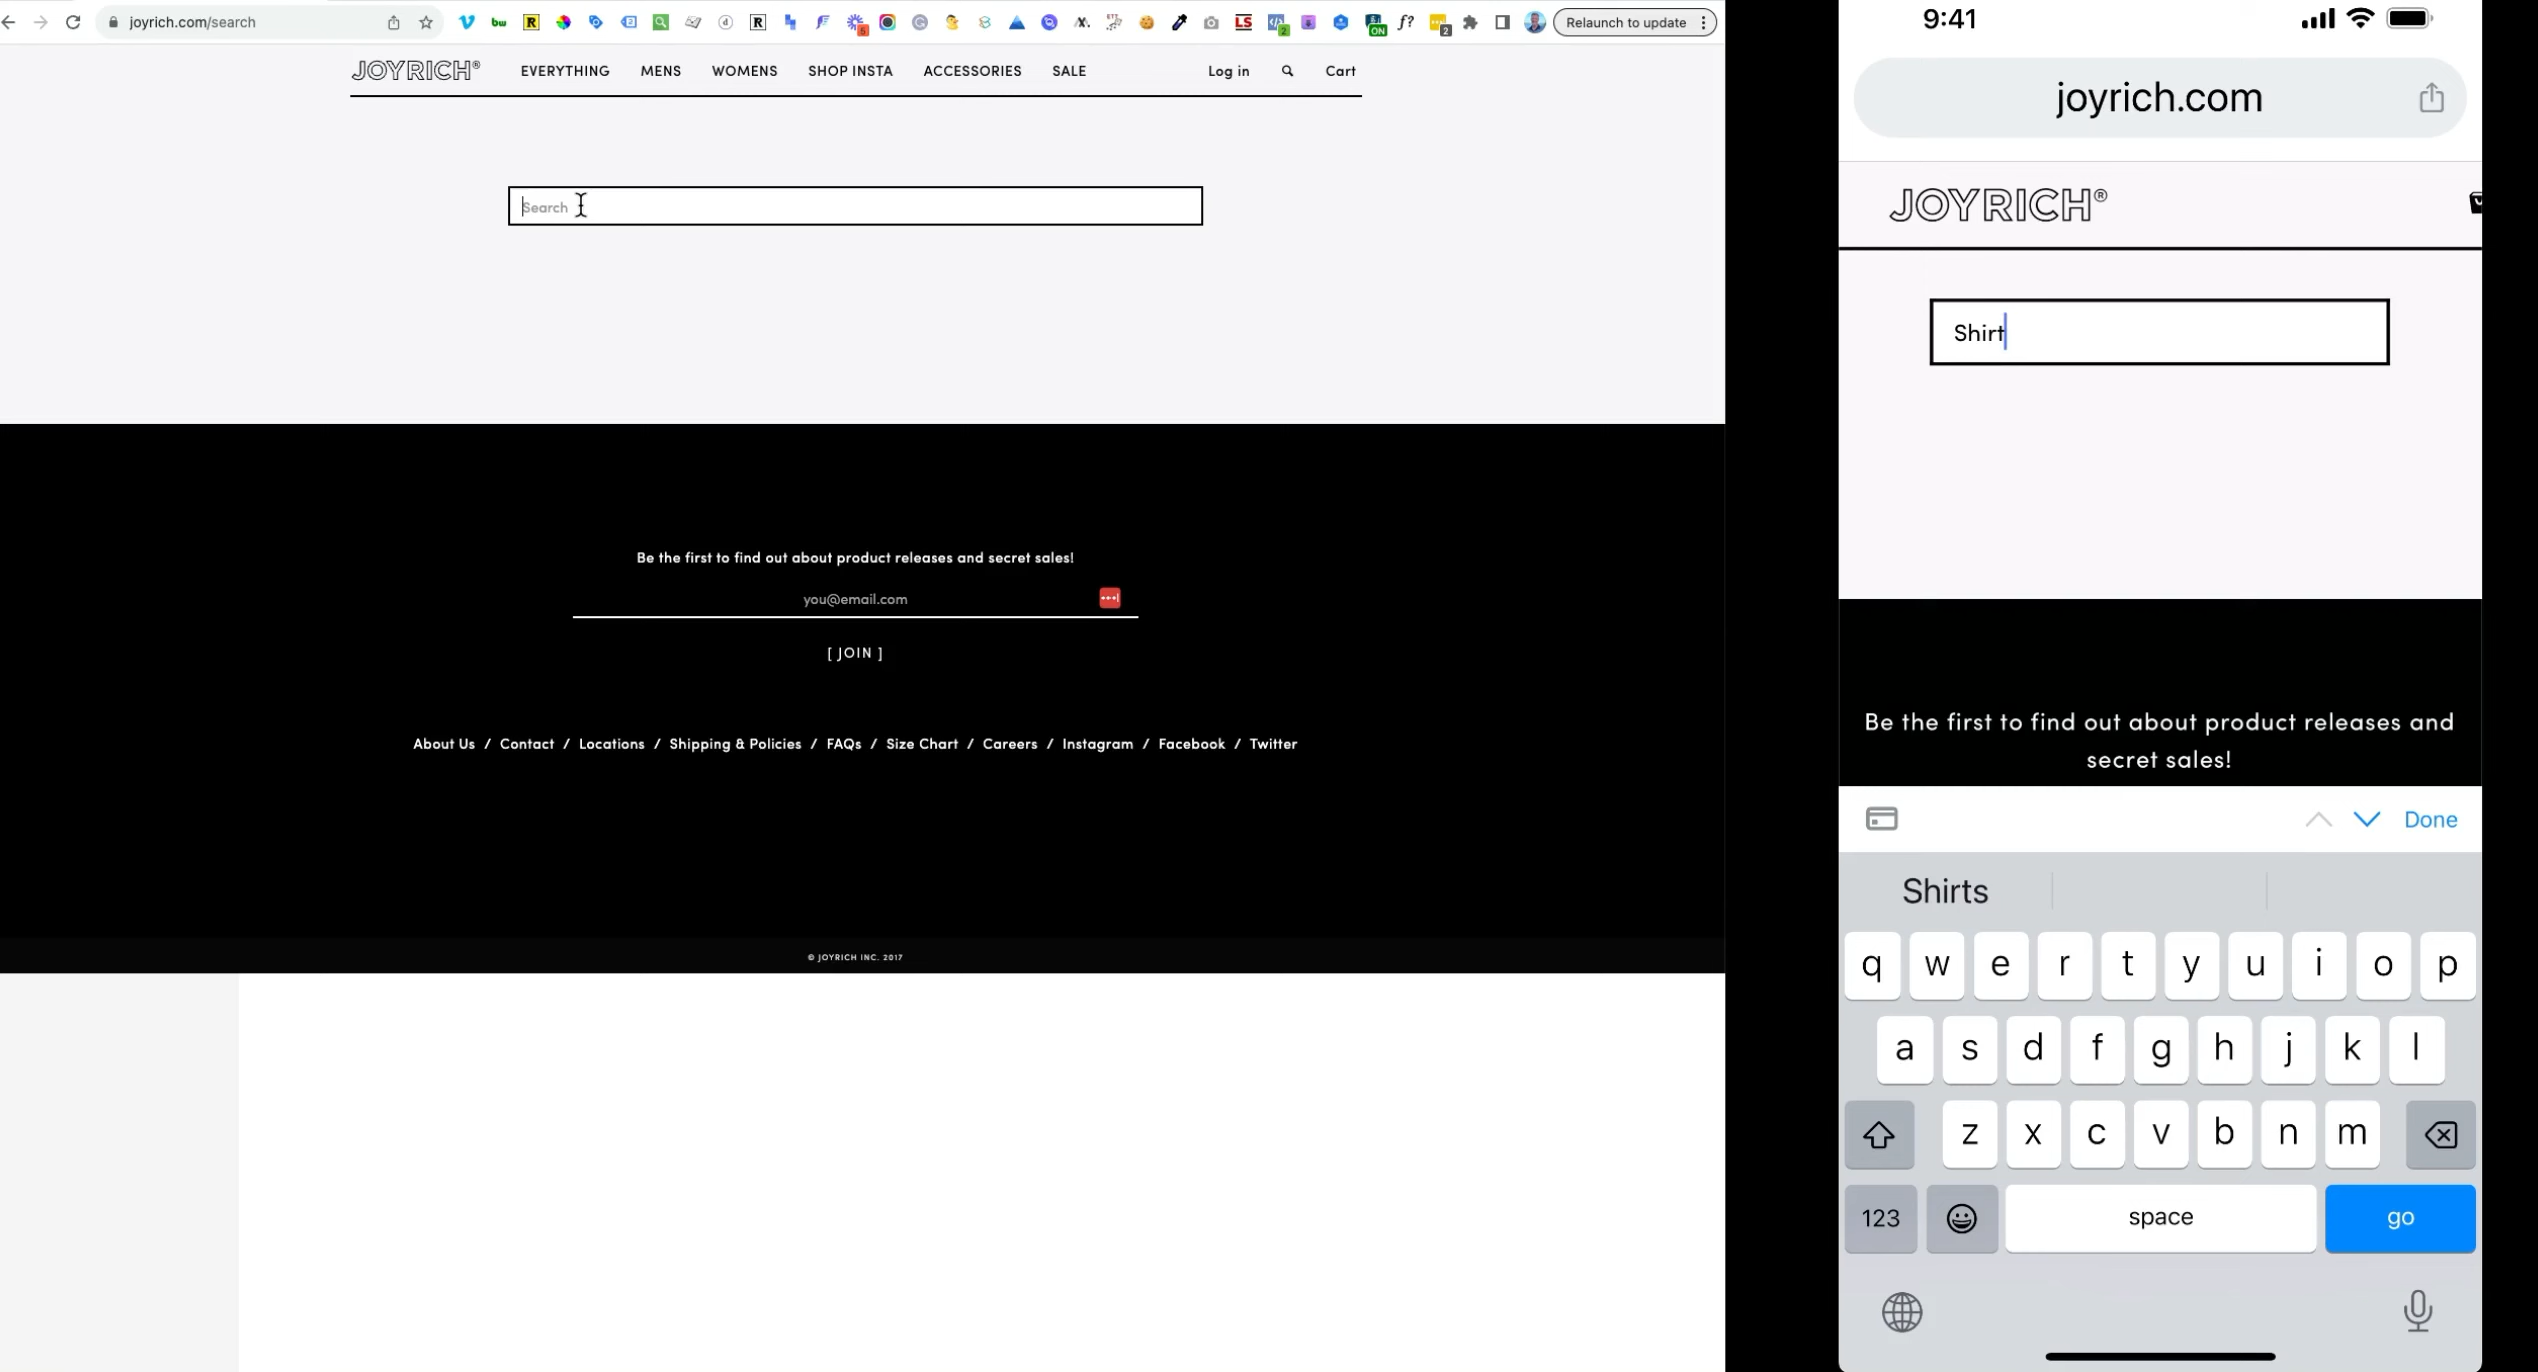 joyrich.com/search
Relaunch to update
JOYRICH®
EVERYTHING MENS WOMENS SHOP INSTA ACCESSORIES SALE Log in Cart
Search
Be the first to find out about product releases and secret sales!
you@email.com
[ JOIN ]
About Us / Contact / Locations / Shipping & Policies / FAQs / Size Chart / Careers / Instagram / Facebook / Twitter
© JOYRICH INC. 2017
9:41
joyrich.com
JOYRICH®
Shirt
Be the first to find out about product releases and
secret sales!
Done
Shirts
q w e r t y u i o p
a s d f g h j k l
z x c v b n m
123 space go